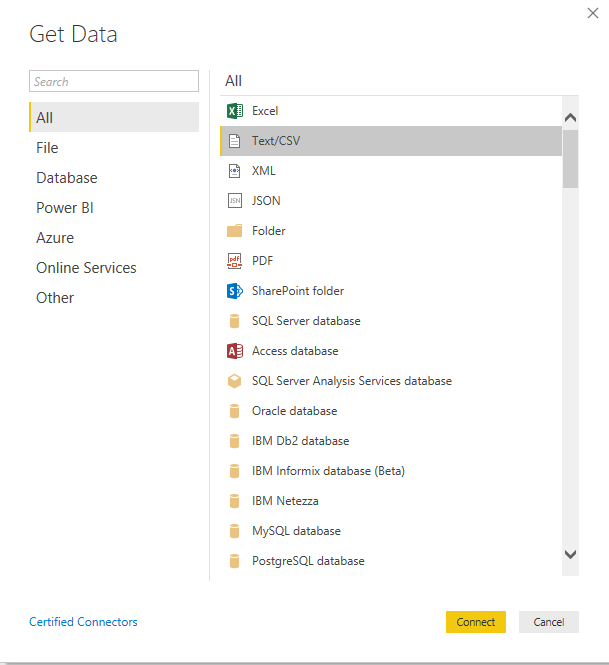 Get Data
Search
All
File
Database
Power BI
Azure
Online Services
Other
All
Excel
Text/CSV
XML
JSON
Folder
PDF
SharePoint folder
SQL Server database
Access database
SQL Server Analysis Services database
Oracle database
IBM Db2 database
IBM Informix database (Beta)
IBM Netezza
MySQL database
PostgreSQL database
Certified Connectors
Connect
Cancel